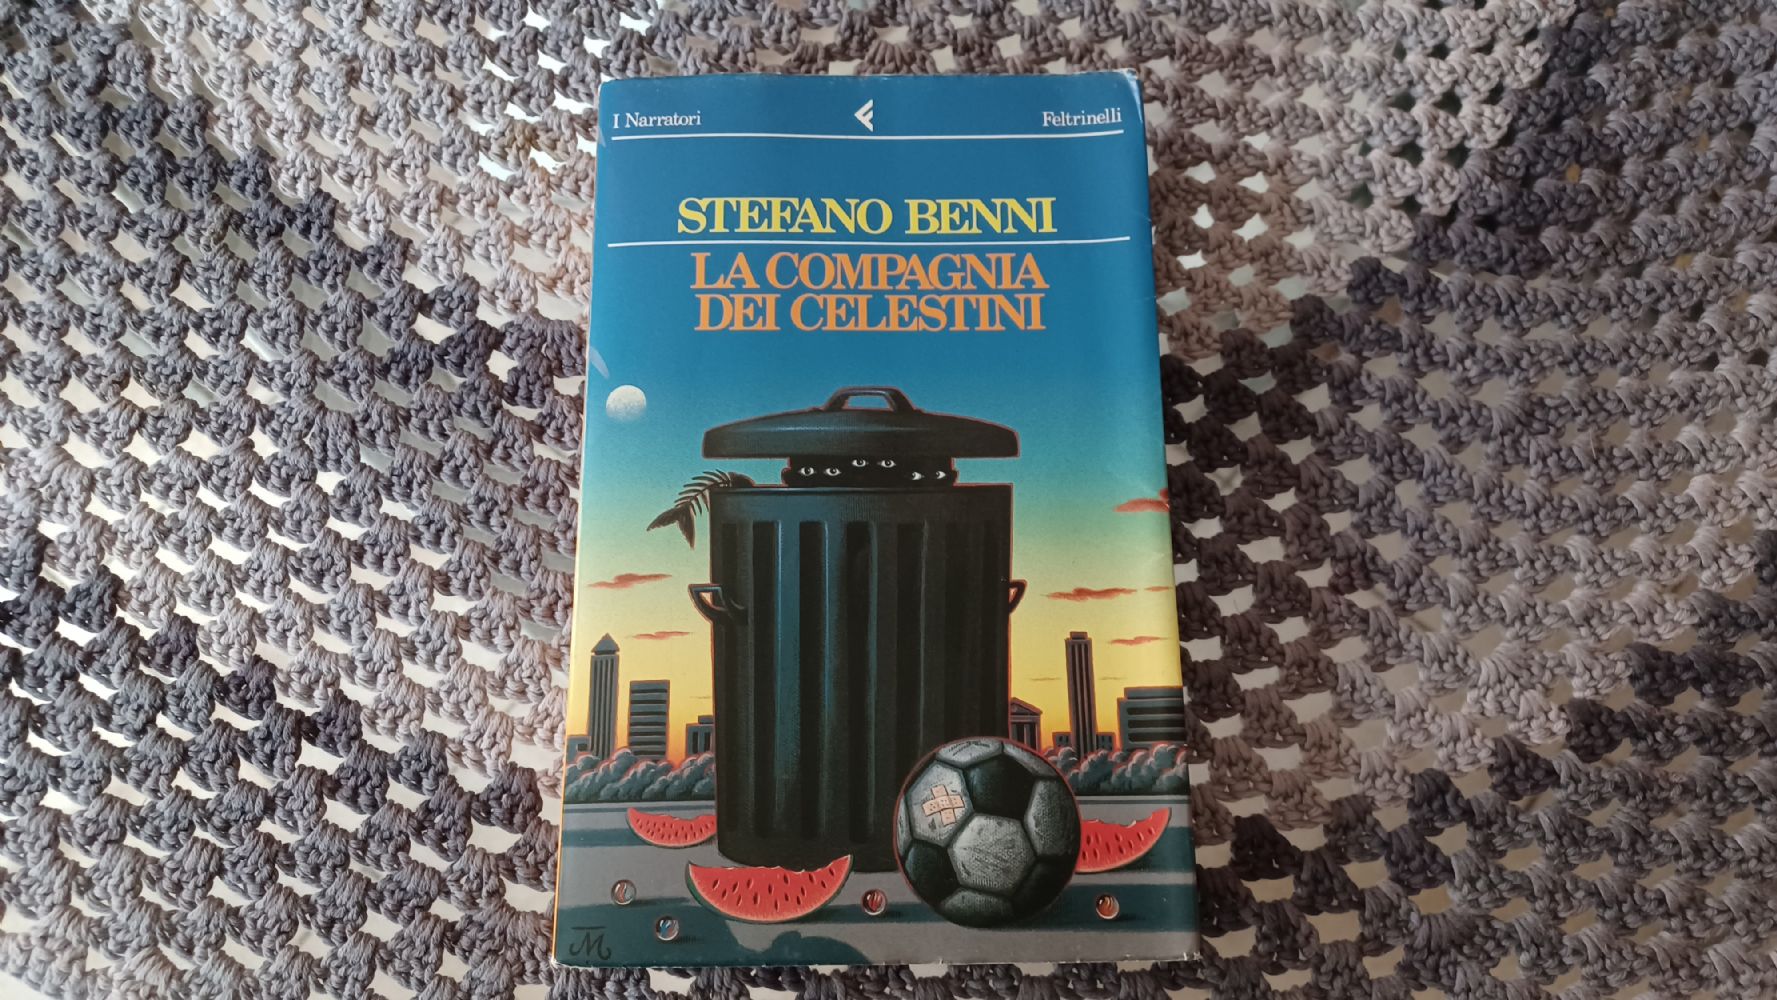 I Narratori
Feltrinelli
STEFANO BENNI
LA COMPAGNIA
DEI CELESTINI